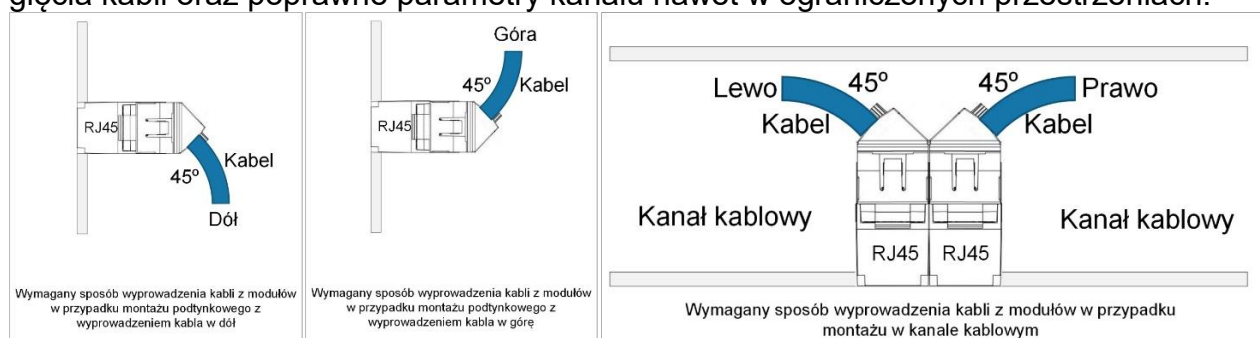 gięcia kabli oraz poprawne parametry kanału nawet w ograniczonych przestrzeniach.
RJ45
Kabel
45º
Dół
Góra
45º
Kabel
RJ45
Lewo
45º
45º
Prawo
Kabel
Kabel
Kanał kablowy
Kanał kablowy
RJ45
RJ45
Wymagany sposób wyprowadzenia kabli z modułów
w przypadku montażu podtynkowego z
wyprowadzeniem kabla w dół
Wymagany sposób wyprowadzenia kabli z modułów
w przypadku montażu podtynkowego z
wyprowadzeniem kabla w górę
Wymagany sposób wyprowadzenia kabli z modułów w przypadku
montażu w kanale kablowym